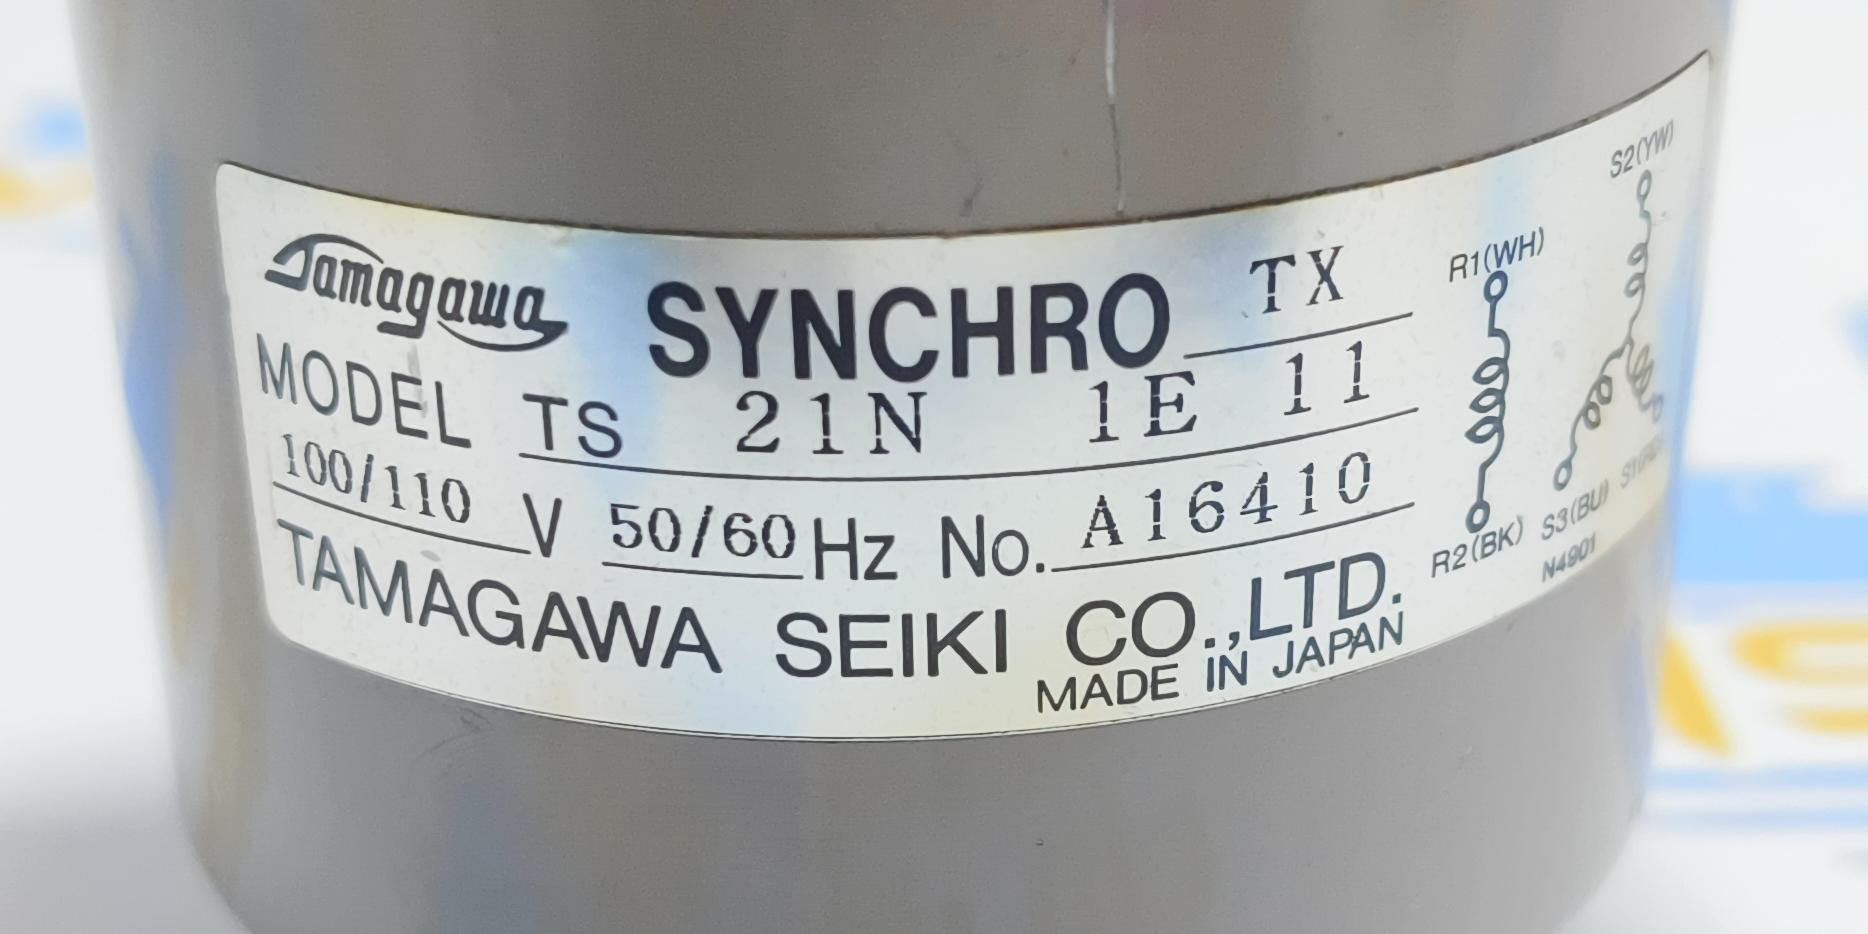 Tamagawa SYNCHRO TX
MODEL TS 21N 1E 11
100/110 V 50/60 Hz No. A16410
TAMAGAWA SEIKI CO.,LTD.
MADE IN JAPAN
R1(WH)
R2(BK)
S2(YW)
S3(BU)
N4901